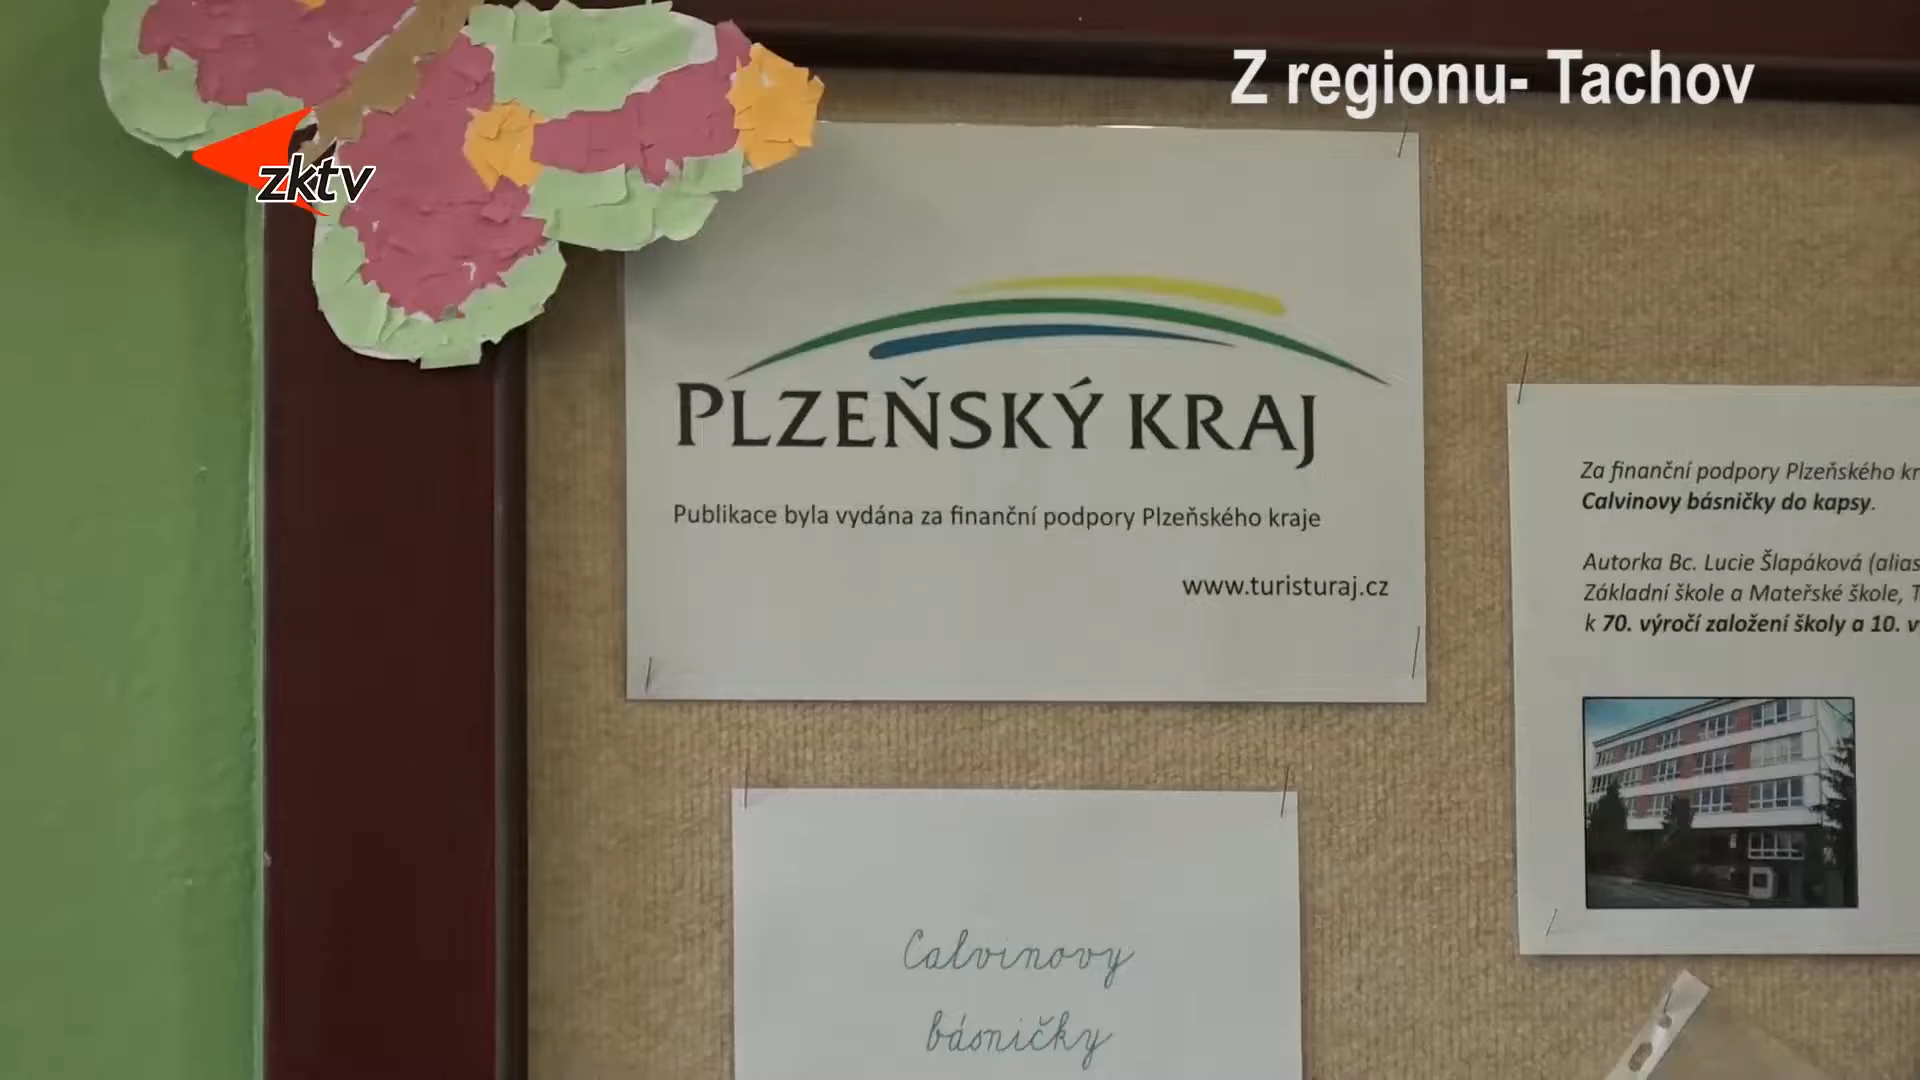 Z regionu- Tachov
zktv
PLZEŇSKÝ KRAJ
Publikace byla vydána za finanční podpory Plzeňského kraje
www.turisturaj.cz
Za finanční podpory Plzeňského kr
Calvinovy básničky do kapsy.
Autorka Bc. Lucie Šlapáková (alias
Základní škole a Mateřské škole, T
k 70. výročí založení školy a 10. v
Calvinovy
básničky